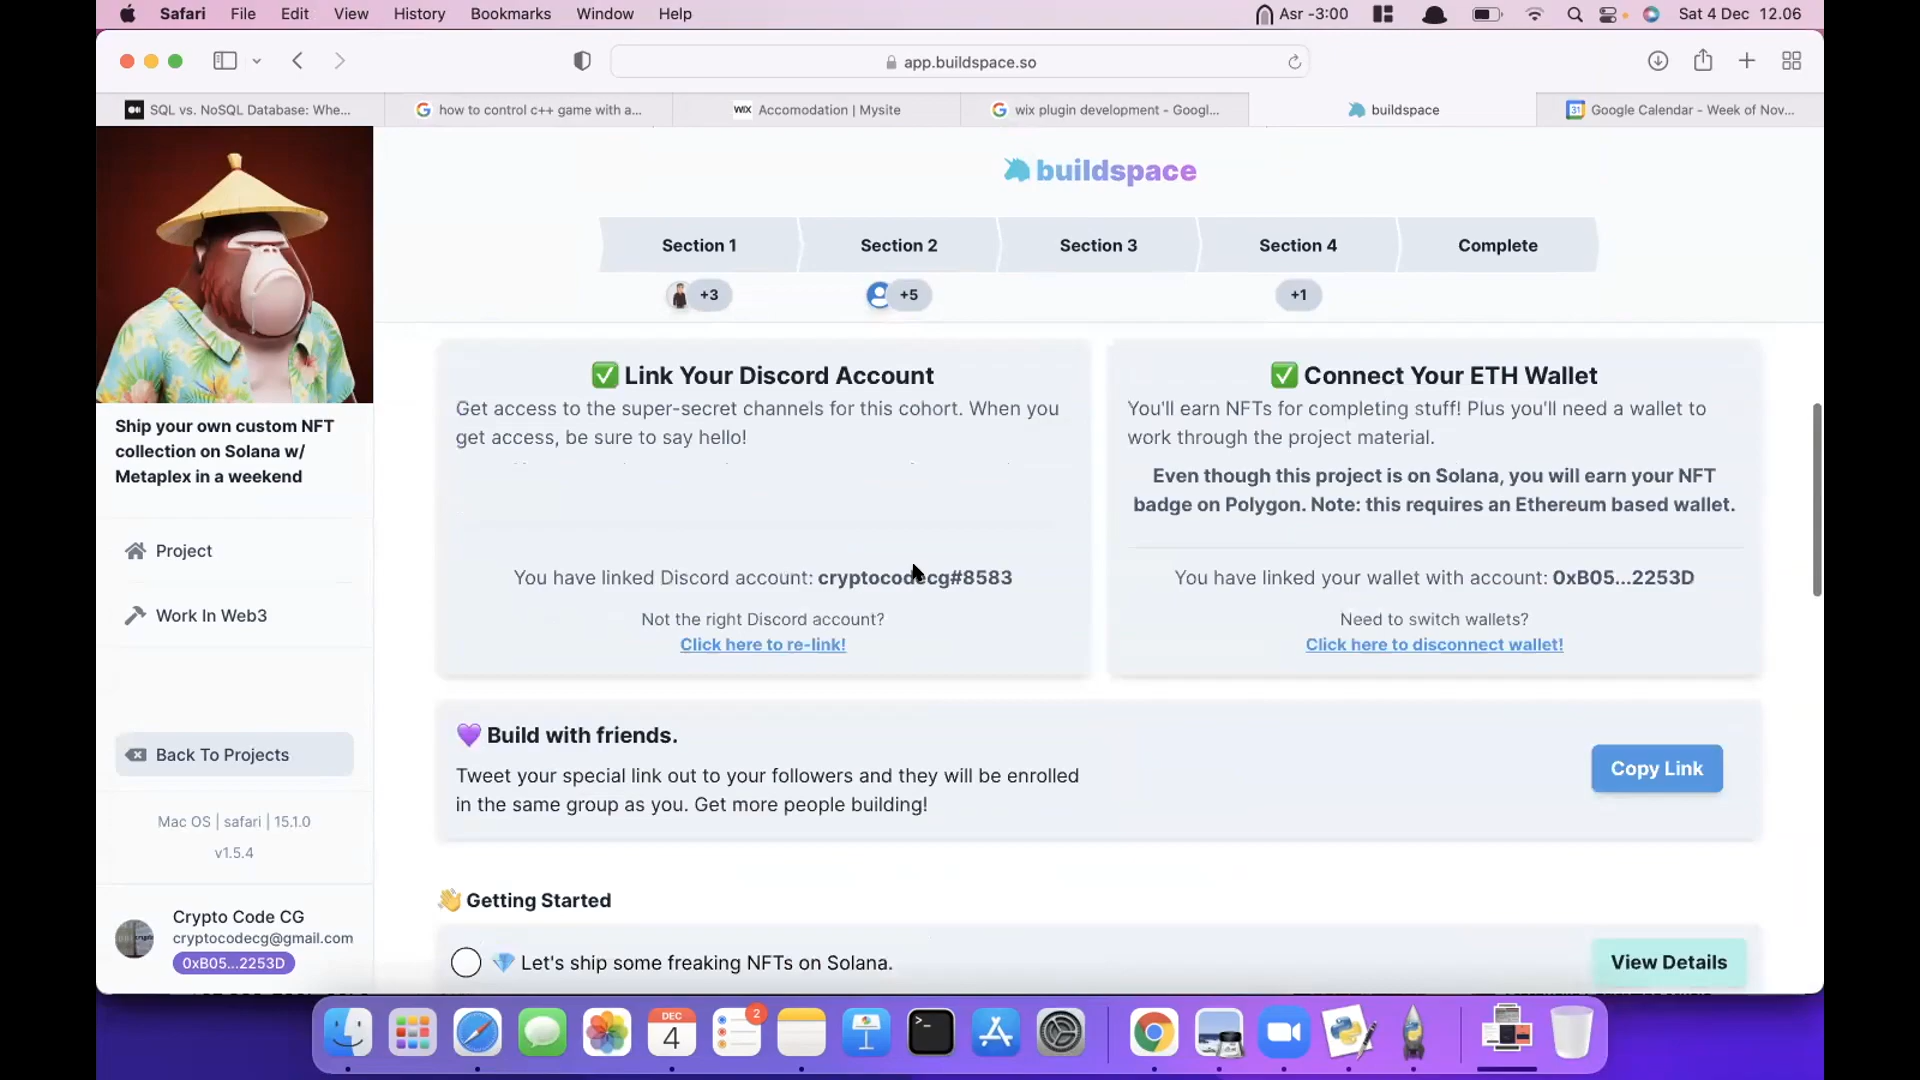 Safari File Edit View History Bookmarks Window Help
Asr -3:00
Sat 4 Dec 12.06
app.buildspace.so
SQL vs. NoSQL Database: Whe...
how to control c++ game with a...
WIX Accomodation | Mysite
wix plugin development - Googl...
buildspace
31 Google Calendar - Week of Nov...
buildspace
Section 1
Section 2
Section 3
Section 4
Complete
+3
+5
+1
Ship your own custom NFT
collection on Solana w/
Metaplex in a weekend
Project
Work In Web3
Back To Projects
Mac OS | safari | 15.1.0
v1.5.4
Crypto Code CG
cryptocodecg@gmail.com
0xB05...2253D
✅ Link Your Discord Account
Get access to the super-secret channels for this cohort. When you
get access, be sure to say hello!
You have linked Discord account: cryptocodecg#8583
Not the right Discord account?
Click here to re-link!
✅ Connect Your ETH Wallet
You'll earn NFTs for completing stuff! Plus you'll need a wallet to
work through the project material.
Even though this project is on Solana, you will earn your NFT
badge on Polygon. Note: this requires an Ethereum based wallet.
You have linked your wallet with account: 0xB05...2253D
Need to switch wallets?
Click here to disconnect wallet!
💜 Build with friends.
Tweet your special link out to your followers and they will be enrolled
in the same group as you. Get more people building!
Copy Link
👋 Getting Started
💎 Let's ship some freaking NFTs on Solana.
View Details
DEC
4
2